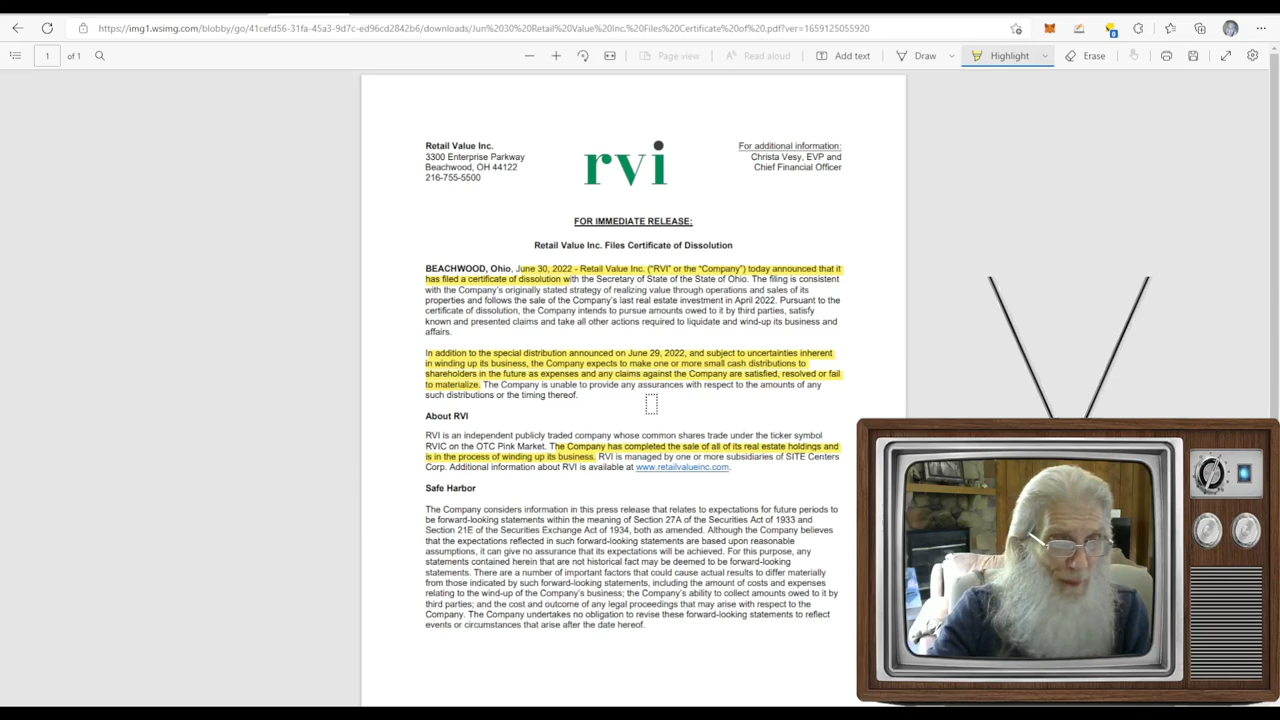 https://img1.wsimg.com/blobby/go/41cefd56-31fa-45a3-9d7c-ed96cd2842b6/downloads/Jun%2030%20Retail%20Value%20Inc.%20Files%20Certificate%20of%20.pdf?ver=1659125055920
1 of 1 Page view Read aloud Add text Draw Highlight Erase
Retail Value Inc.
3300 Enterprise Parkway
Beachwood, OH 44122
216-755-5500
rvi
For additional information:
Christa Vesy, EVP and
Chief Financial Officer
FOR IMMEDIATE RELEASE:
Retail Value Inc. Files Certificate of Dissolution
BEACHWOOD, Ohio, June 30, 2022 - Retail Value Inc. ("RVI" or the "Company") today announced that it
has filed a certificate of dissolution with the Secretary of State of the State of Ohio. The filing is consistent
with the Company's originally stated strategy of realizing value through operations and sales of its
properties and follows the sale of the Company's last real estate investment in April 2022. Pursuant to the
certificate of dissolution, the Company intends to pursue amounts owed to it by third parties, satisfy
known and presented claims and take all other actions required to liquidate and wind-up its business and
affairs.
In addition to the special distribution announced on June 29, 2022, and subject to uncertainties inherent
in winding up its business, the Company expects to make one or more small cash distributions to
shareholders in the future as expenses and any claims against the Company are satisfied, resolved or fail
to materialize. The Company is unable to provide any assurances with respect to the amounts of any
such distributions or the timing thereof.
About RVI
RVI is an independent publicly traded company whose common shares trade under the ticker symbol
RVIC on the OTC Pink Market. The Company has completed the sale of all of its real estate holdings and
is in the process of winding up its business. RVI is managed by one or more subsidiaries of SITE Centers
Corp. Additional information about RVI is available at www.retailvalueinc.com.
Safe Harbor
The Company considers information in this press release that relates to expectations for future periods to
be forward-looking statements within the meaning of Section 27A of the Securities Act of 1933 and
Section 21E of the Securities Exchange Act of 1934, both as amended. Although the Company believes
that the expectations reflected in such forward-looking statements are based upon reasonable
assumptions, it can give no assurance that its expectations will be achieved. For this purpose, any
statements contained herein that are not historical fact may be deemed to be forward-looking
statements. There are a number of important factors that could cause actual results to differ materially
from those indicated by such forward-looking statements, including the amount of costs and expenses
relating to the wind-up of the Company's business; the Company's ability to collect amounts owed to it by
third parties; and the cost and outcome of any legal proceedings that may arise with respect to the
Company. The Company undertakes no obligation to revise these forward-looking statements to reflect
events or circumstances that arise after the date hereof.